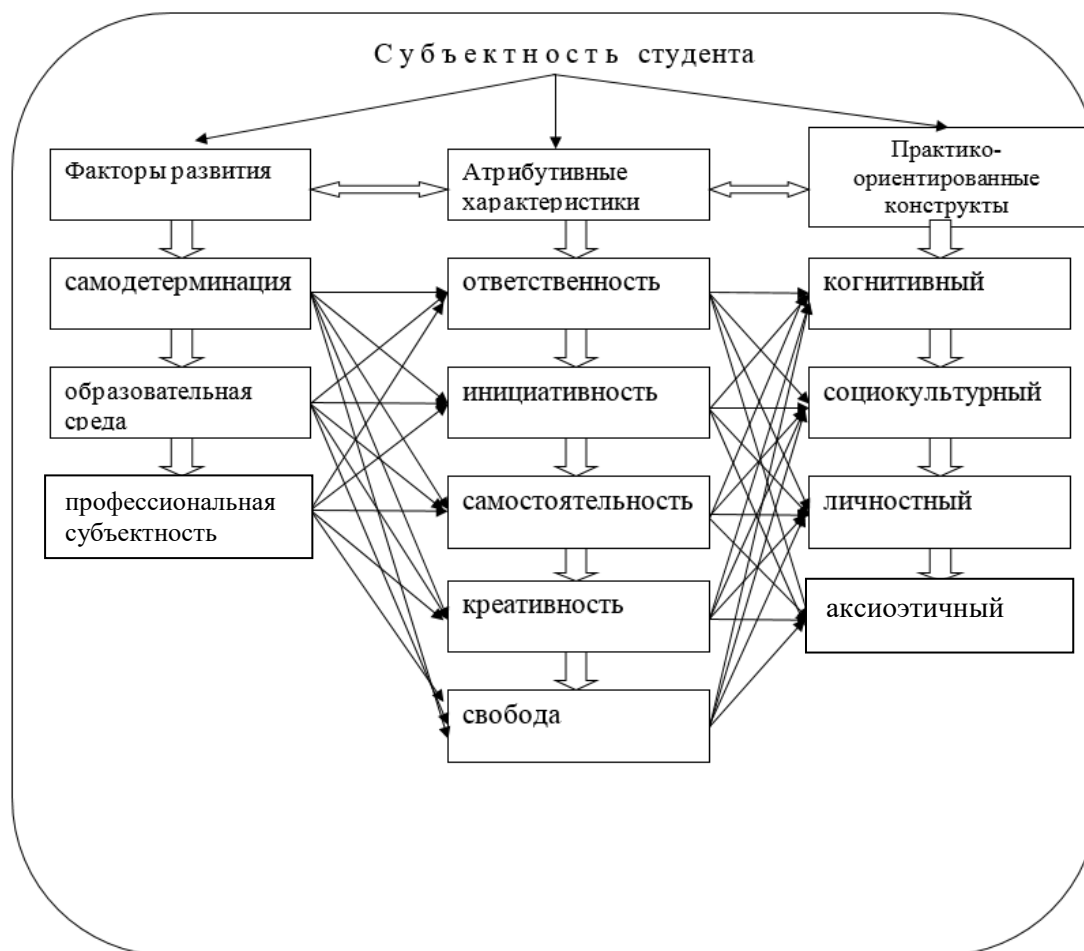 Субъектность студента
Факторы развития
Атрибутивные
характеристики
Практико-
ориентированные
конструкты
самодетерминация
ответственность
когнитивный
образовательная
среда
инициативность
социокультурный
профессиональная
субъектность
самостоятельность
личностный
креативность
аксиоэтичный
свобода